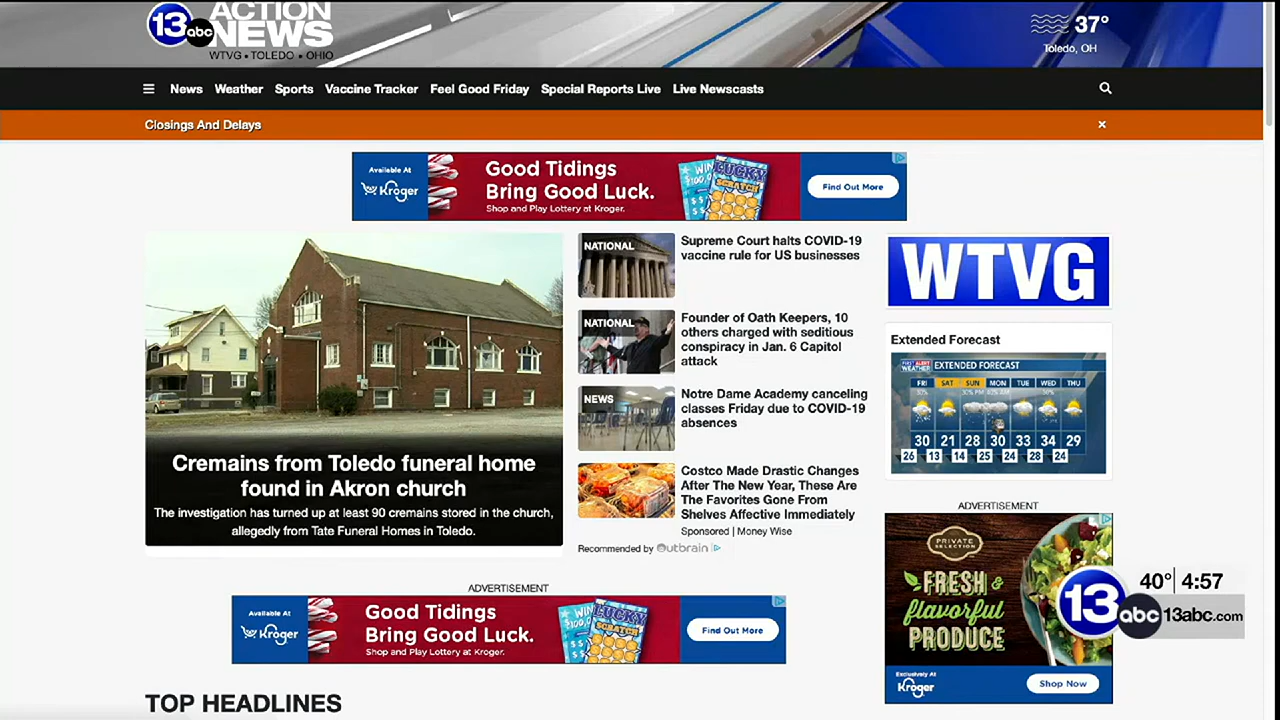 13 abc
ACTION
NEWS
WTVG • TOLEDO • OHIO
37°
Toledo, OH
News Weather Sports Vaccine Tracker Feel Good Friday Special Reports Live Live Newscasts
Closings And Delays
Available At
Kroger
Good Tidings
Bring Good Luck.
Shop and Play Lottery at Kroger.
LUCKY
SCRATCH
Find Out More
Cremains from Toledo funeral home
found in Akron church
The investigation has turned up at least 90 cremains stored in the church,
allegedly from Tate Funeral Homes in Toledo.
NATIONAL
Supreme Court halts COVID-19
vaccine rule for US businesses
NATIONAL
Founder of Oath Keepers, 10
others charged with seditious
conspiracy in Jan. 6 Capitol
attack
NEWS
Notre Dame Academy canceling
classes Friday due to COVID-19
absences
Costco Made Drastic Changes
After The New Year, These Are
The Favorites Gone From
Shelves Affective Immediately
Sponsored | Money Wise
Recommended by Outbrain
WTVG
Extended Forecast
FIRST ALERT
WEATHER
EXTENDED FORECAST
FRI SAT SUN MON TUE WED THU
30 21 28 30 33 34 29
26 13 14 25 24 28 24
ADVERTISEMENT
PRIVATE
SELECTION
FRESH &
flavorful
PRODUCE
Exclusively At
Kroger
Shop Now
40° 4:57
13 abc 13abc.com
ADVERTISEMENT
Available At
Kroger
Good Tidings
Bring Good Luck.
Shop and Play Lottery at Kroger.
WIN
$100,0
LUCKY
SCRATCH
Find Out More
TOP HEADLINES